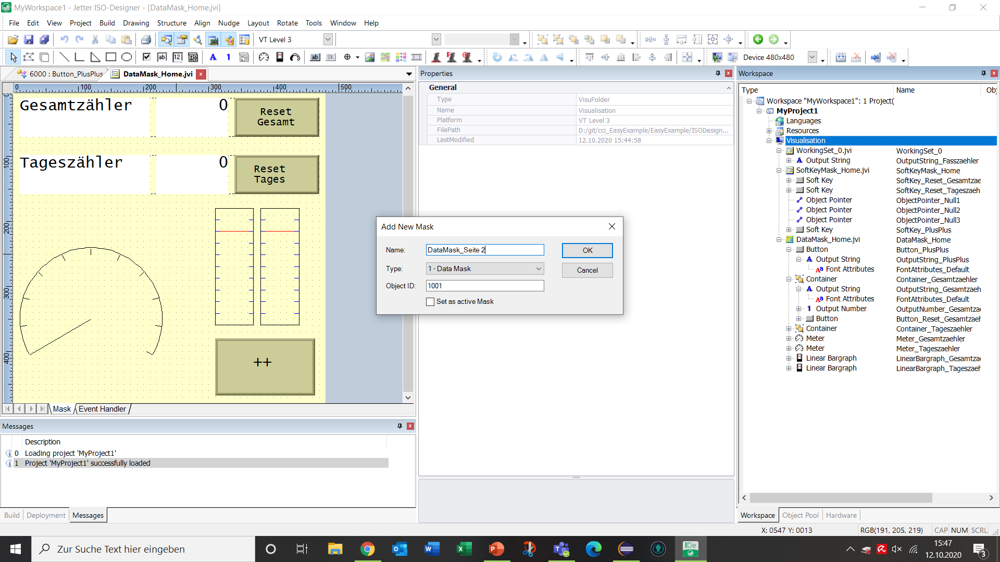 MyWorkspace1 - Jetter ISO-Designer - [DataMask_Home.jvi]
File Edit View Project Build Drawing Structure Align Nudge Layout Rotate Tools Window Help
VT Level 3
Device 480x480
6000 : Button_PlusPlus
DataMask_Home.jvi
0 100 200 300 400 500
0
100
200
300
400
Gesamtzähler 0
Reset
Gesamt
Tageszähler 0
Reset
Tages
++
Mask Event Handler
Messages
Description
0 Loading project 'MyProject1'
1 Project 'MyProject1' successfully loaded
Build Deployment Messages
Properties
General
Type VisuFolder
Name Visualisation
Platform VT Level 3
FilePath D:/git/cci_EasyExample/EasyExample/ISODesign...
LastModified 12.10.2020 15:44:58
Add New Mask
Name: DataMask_Seite 2
OK
Type: 1 - Data Mask
Cancel
Object ID: 1001
Set as active Mask
Workspace
Type Name Obj
Workspace "MyWorkspace1": 1 Project(
MyProject1
Languages
Resources
Visualisation
WorkingSet_0.jvi WorkingSet_0
Output String OutputString_Fasszaehler
SoftKeyMask_Home.jvi SoftKeyMask_Home
Soft Key SoftKey_Reset_Gesamtzae
Soft Key SoftKey_Reset_Tageszaeh
Object Pointer ObjectPointer_Null1
Object Pointer ObjectPointer_Null2
Object Pointer ObjectPointer_Null3
Soft Key SoftKey_PlusPlus
DataMask_Home.jvi DataMask_Home
Button Button_PlusPlus
Output String OutputString_PlusPlus
Font Attributes FontAttributes_Default
Container Container_Gesamtzaehler
Output String OutputString_Gesamtzaeh
Font Attributes FontAttributes_Default
Output Number OutputNumber_Gesamtza
Button Button_Reset_Gesamtzaeh
Container Container_Tageszaehler
Meter Meter_Gesamtzaehler
Meter Meter_Tageszaehler
Linear Bargraph LinearBargraph_Gesamtza
Linear Bargraph LinearBargraph_Tageszaeh
Workspace Object Pool Hardware
X: 0547 Y: 0013 RGB(191, 205, 219) CAP NUM SCRL
Zur Suche Text hier eingeben
15:47
12.10.2020
3